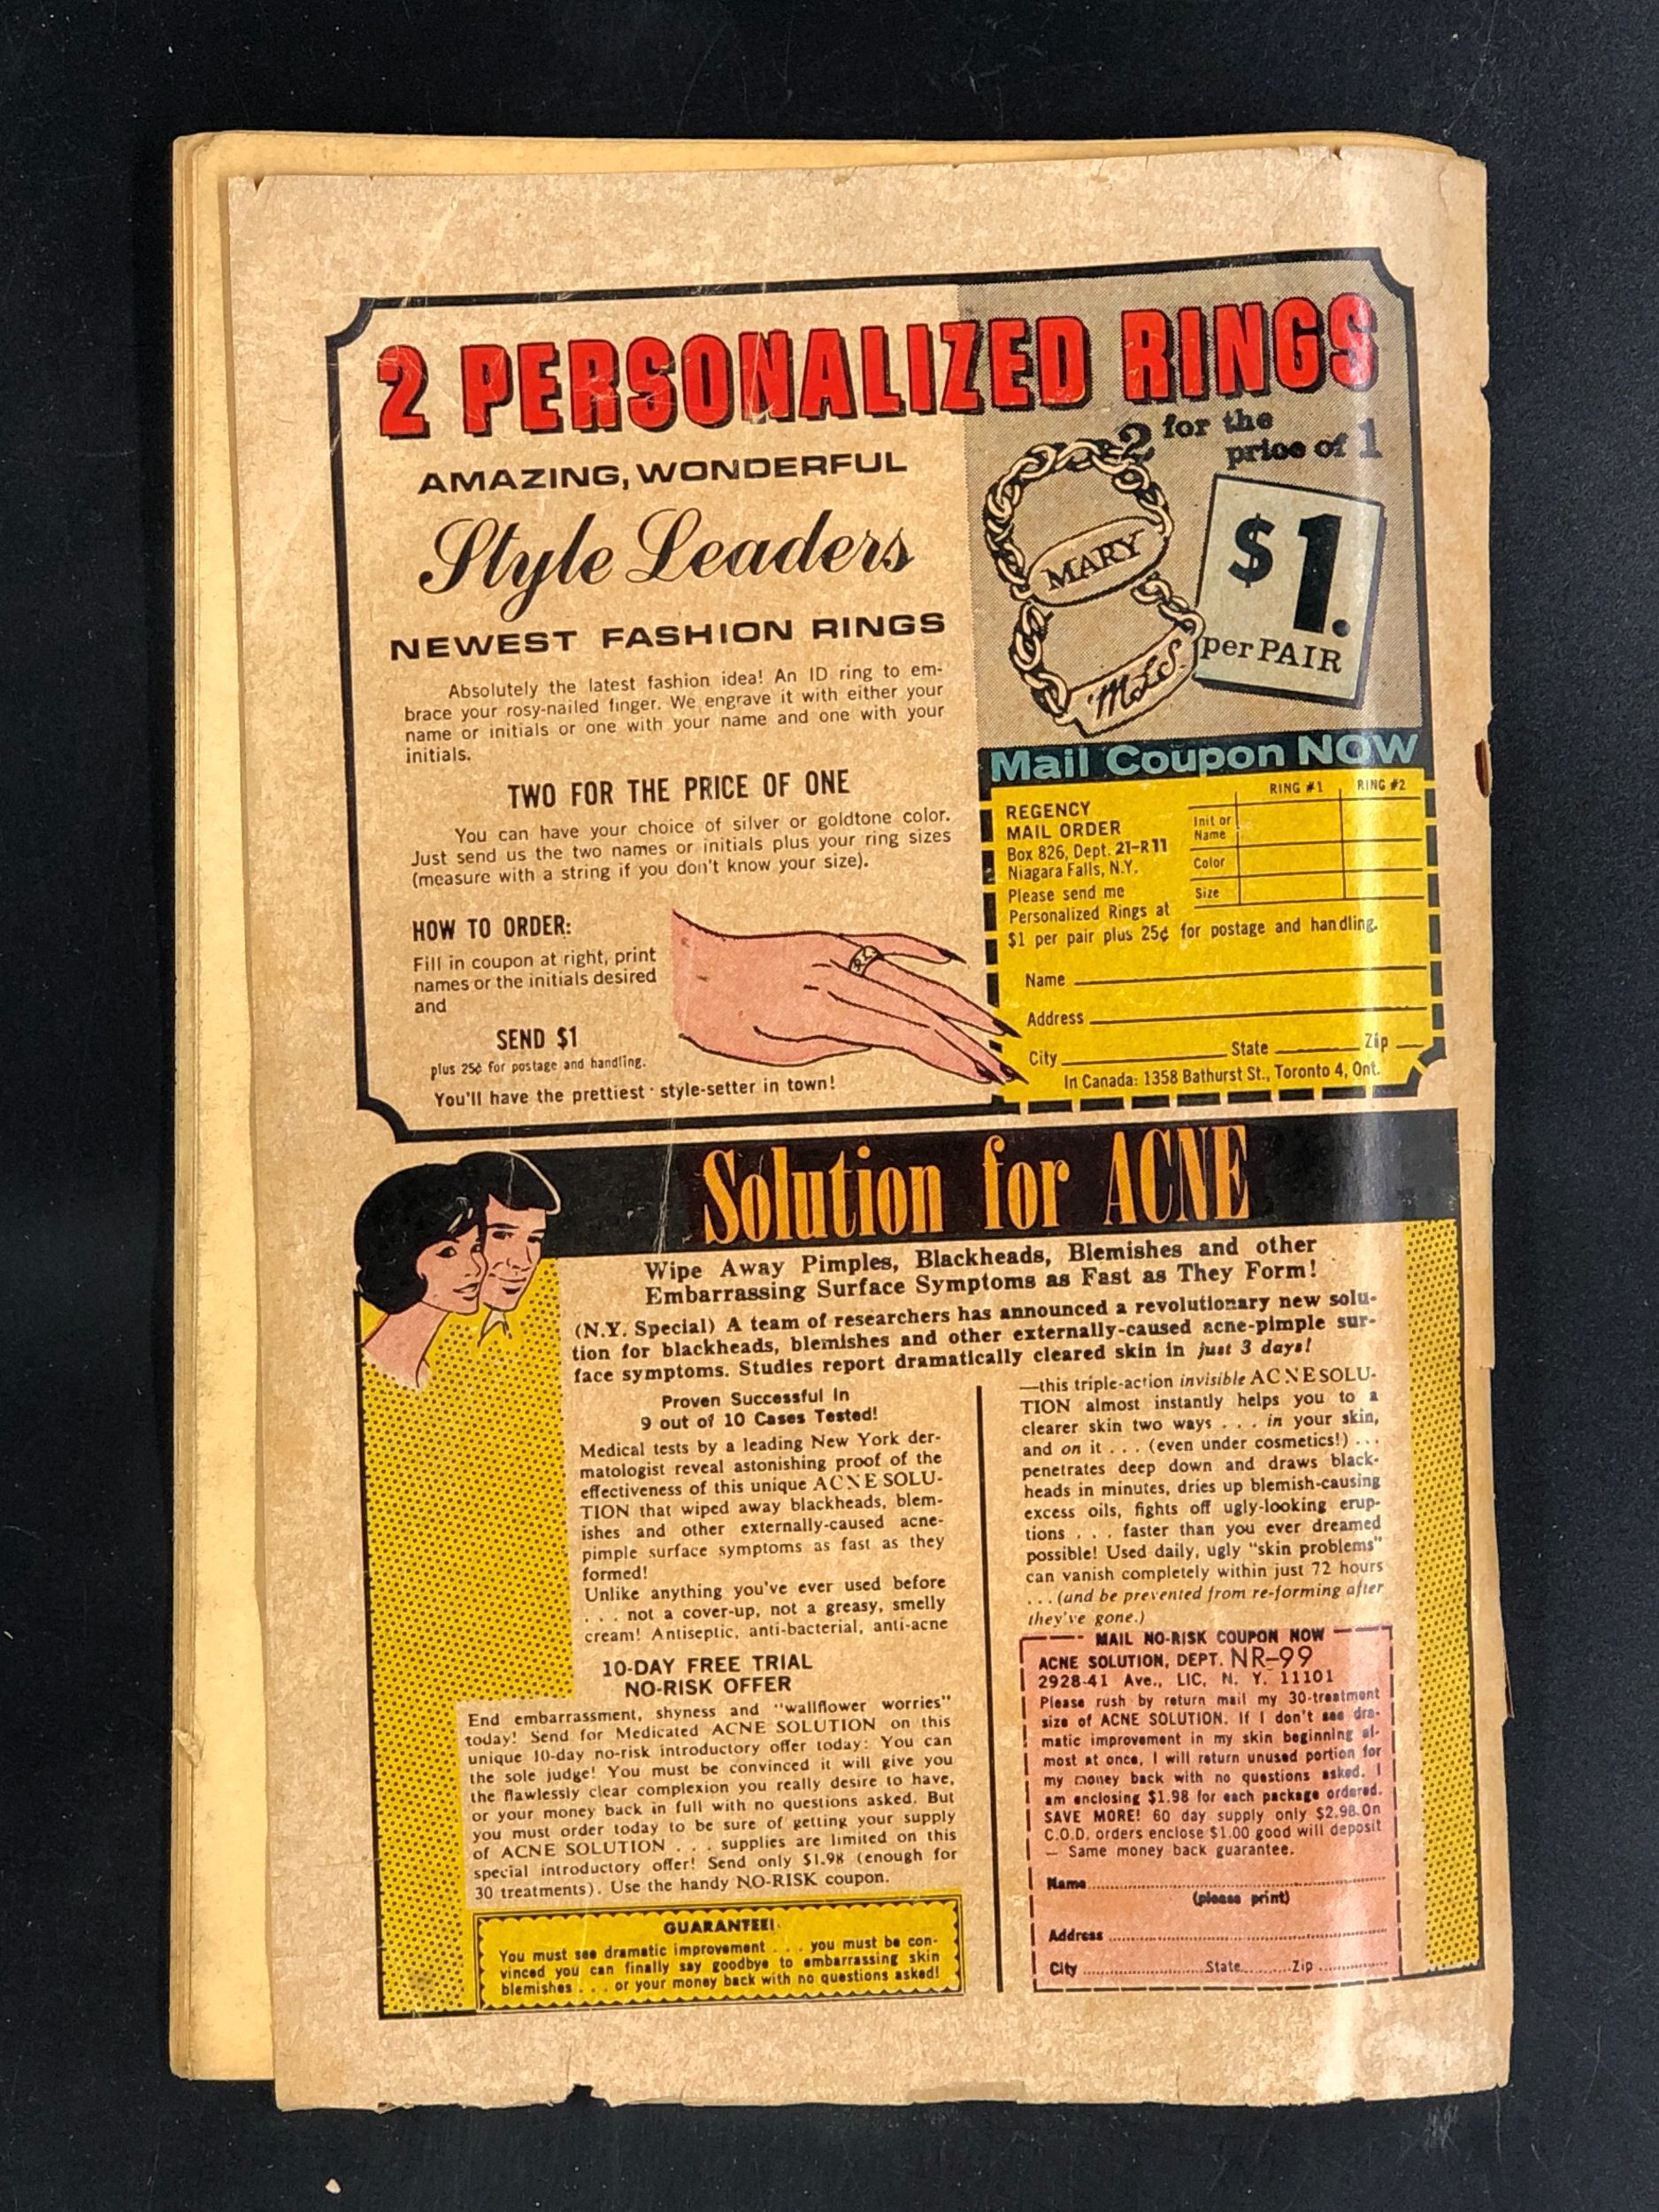 2 PERSONALIZED RINGS
AMAZING, WONDERFUL
Style Leaders
NEWEST FASHION RINGS
Absolutely the latest fashion idea! An ID ring to em-
brace your rosy-nailed finger. We engrave it with either your
name or initials or one with your name and one with your
initials.
TWO FOR THE PRICE OF ONE
You can have your choice of silver or goldtone color.
Just send us the two names or initials plus your ring sizes
(measure with a string if you don't know your size).
HOW TO ORDER:
Fill in coupon at right, print
names or the initials desired
and
SEND $1
plus 25¢ for postage and handling.
You'll have the prettiest · style-setter in town!
2 for the
price of 1
MARY
MLS
$1.
per PAIR
Mail Coupon NOW
REGENCY
MAIL ORDER
Box 826, Dept. 21-R11
Niagara Falls, N.Y.
Please send me
Personalized Rings at
$1 per pair plus 25¢ for postage and handling.
RING #1 RING #2
Init or
Name
Color
Size
Name
Address
City State Zip
In Canada: 1358 Bathurst St., Toronto 4, Ont.
Solution for ACNE
Wipe Away Pimples, Blackheads, Blemishes and other
Embarrassing Surface Symptoms as Fast as They Form!
(N.Y. Special) A team of researchers has announced a revolutionary new solu-
tion for blackheads, blemishes and other externally-caused acne-pimple sur-
face symptoms. Studies report dramatically cleared skin in just 3 days!
Proven Successful In
9 out of 10 Cases Tested!
Medical tests by a leading New York der-
matologist reveal astonishing proof of the
effectiveness of this unique ACNE SOLU-
TION that wiped away blackheads, blem-
ishes and other externally-caused acne-
pimple surface symptoms as fast as they
formed!
Unlike anything you've ever used before
. . . not a cover-up, not a greasy, smelly
cream! Antiseptic, anti-bacterial, anti-acne
—this triple-action invisible ACNE SOLU-
TION almost instantly helps you to a
clearer skin two ways . . . in your skin,
and on it . . . (even under cosmetics!) . . .
penetrates deep down and draws black-
heads in minutes, dries up blemish-causing
excess oils, fights off ugly-looking erup-
tions . . . faster than you ever dreamed
possible! Used daily, ugly "skin problems"
can vanish completely within just 72 hours
. . . (and be prevented from re-forming after
they've gone.)
10-DAY FREE TRIAL
NO-RISK OFFER
End embarrassment, shyness and "wallflower worries"
today! Send for Medicated ACNE SOLUTION on this
unique 10-day no-risk introductory offer today: You can
the sole judge! You must be convinced it will give you
the flawlessly clear complexion you really desire to have,
or your money back in full with no questions asked. But
you must order today to be sure of getting your supply
of ACNE SOLUTION . . . supplies are limited on this
special introductory offer! Send only $1.98 (enough for
30 treatments). Use the handy NO-RISK coupon.
GUARANTEE!
You must see dramatic improvement . . . you must be con-
vinced you can finally say goodbye to embarrassing skin
blemishes . . . or your money back with no questions asked!
MAIL NO-RISK COUPON NOW
ACNE SOLUTION, DEPT. NR-99
2928-41 Ave., LIC, N. Y. 11101
Please rush by return mail my 30-treatment
size of ACNE SOLUTION. If I don't see dra-
matic improvement in my skin beginning al-
most at once, I will return unused portion for
my money back with no questions asked. I
am enclosing $1.98 for each package ordered.
SAVE MORE! 60 day supply only $2.98. On
C.O.D. orders enclose $1.00 good will deposit
— Same money back guarantee.
Name
(please print)
Address
City State Zip